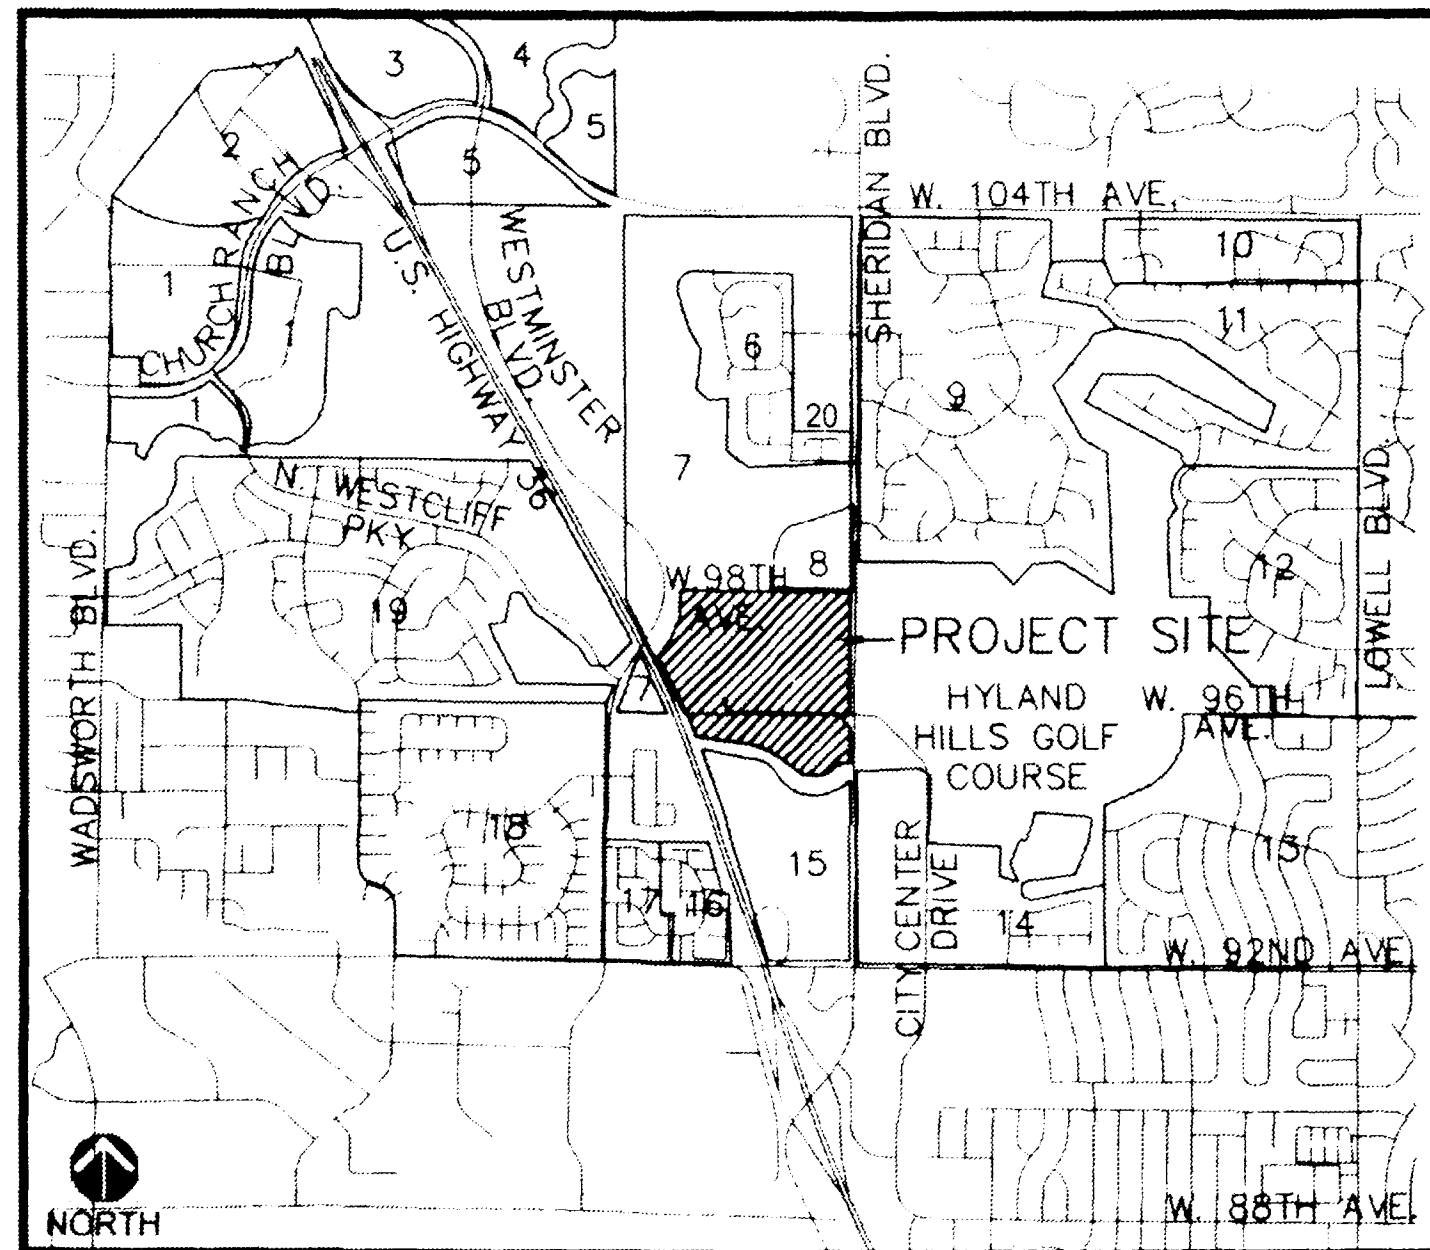 3
4
5
2
5
CHURCH RANCH
BLVD.
1
1
U.S. HIGHWAY 36
WESTMINSTER
BLVD.
SHERIDAN BLVD.
W. 104TH AVE.
10
11
6
9
20
7
N. WESTCLIFF
PKY
8
W. 98TH
AVE.
12
LOWELL BLVD.
WADSWORTH BLVD.
19
PROJECT SITE
7
HYLAND
HILLS GOLF
COURSE
W. 96TH
AVE.
18
15
13
17
16
CITY CENTER
DRIVE
14
W. 92ND AVE.
W. 88TH AVE.
NORTH